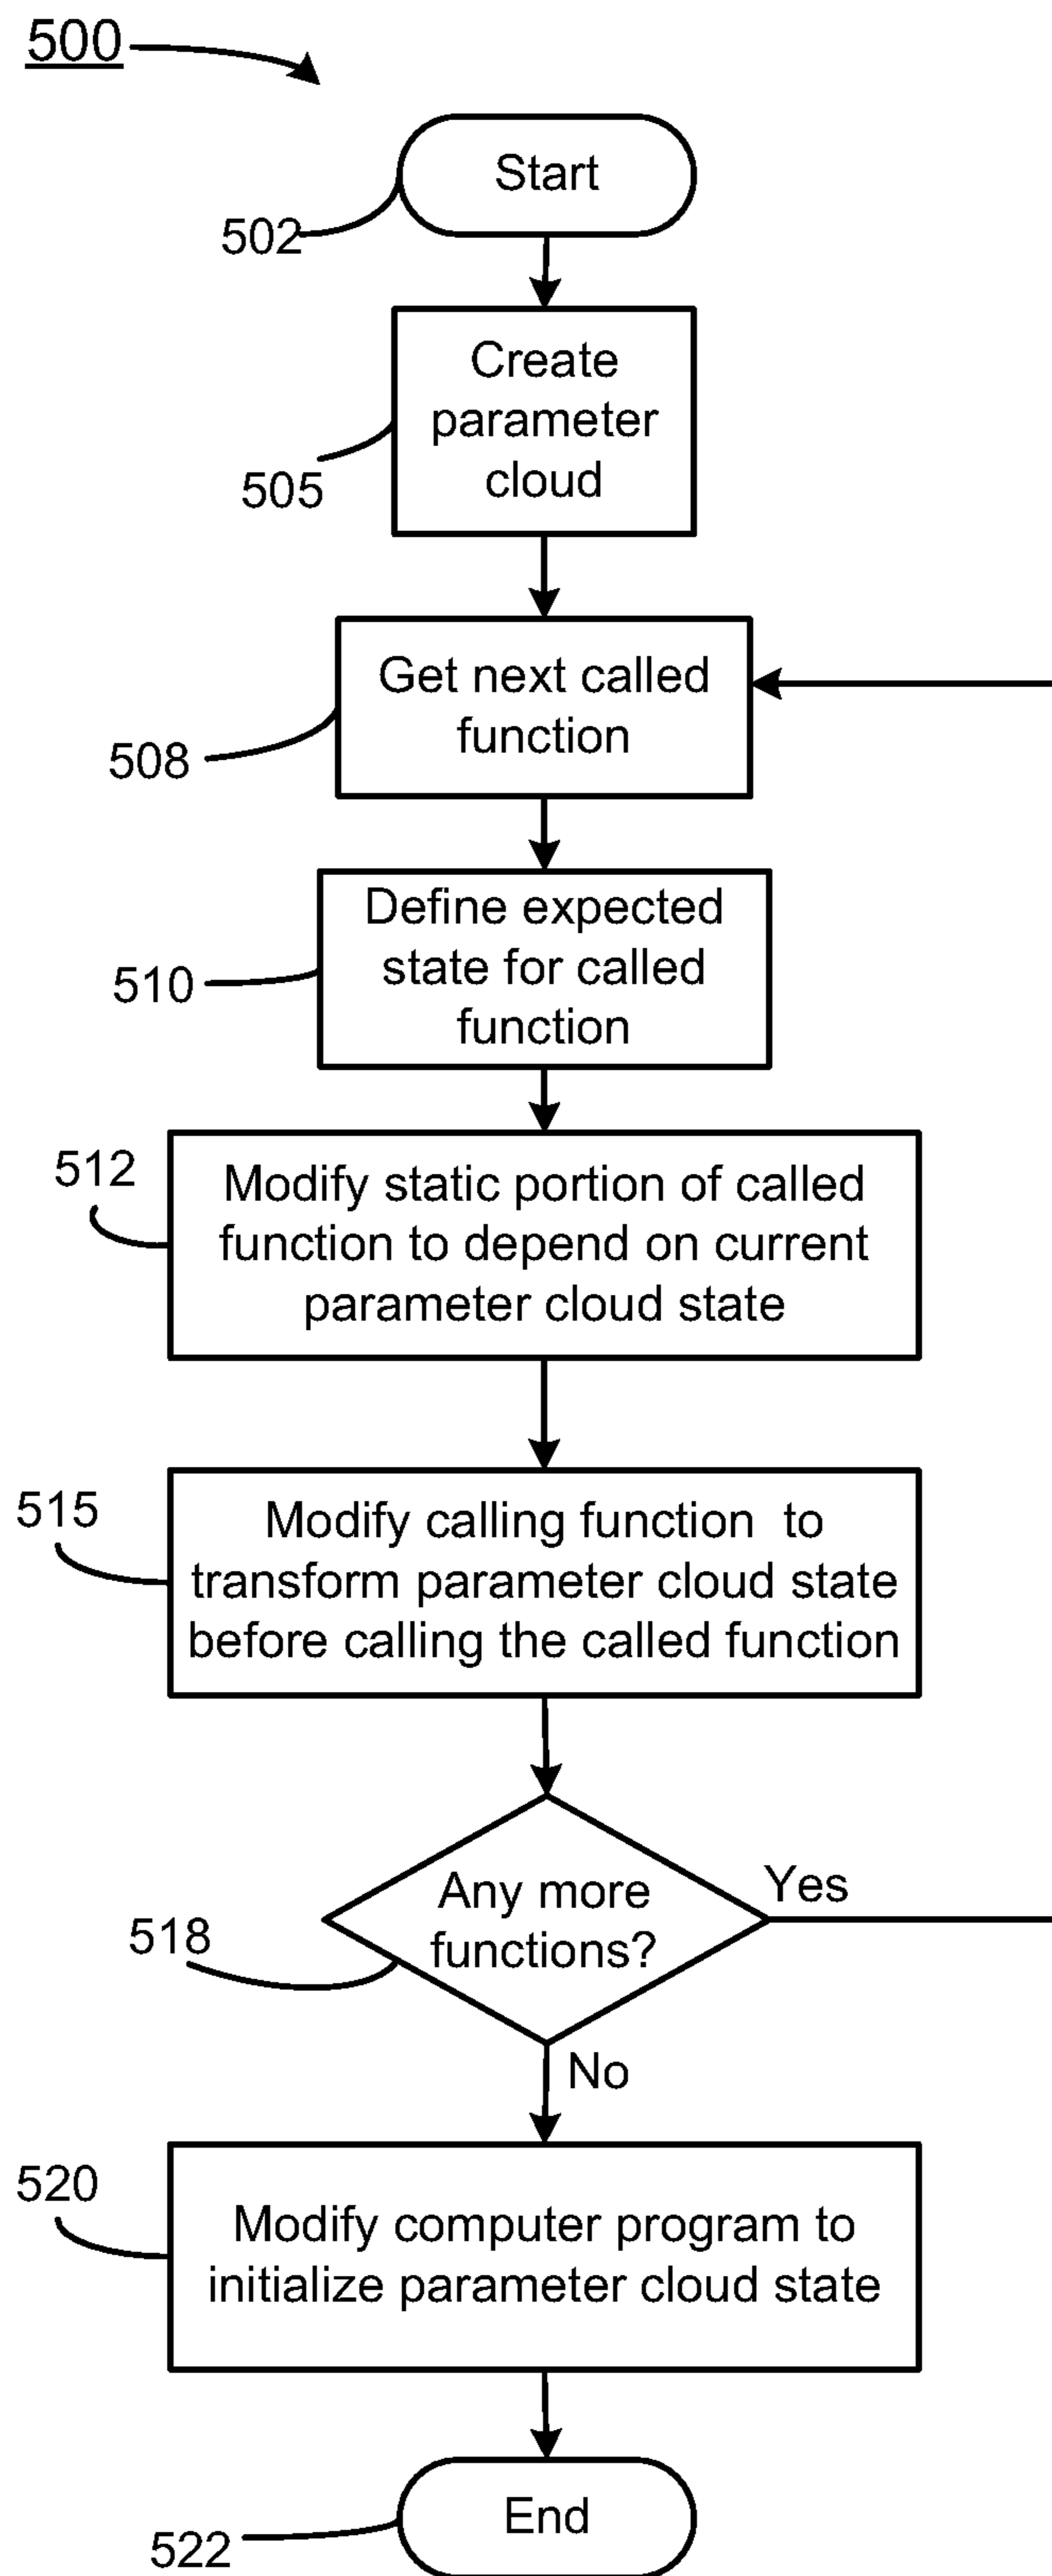 500
Start
502
Create
parameter
cloud
505
Get next called
function
508
Define expected
state for called
function
510
512
Modify static portion of called
function to depend on current
parameter cloud state
515
Modify calling function to
transform parameter cloud state
before calling the called function
Any more
functions?
Yes
518
No
520
Modify computer program to
initialize parameter cloud state
End
522